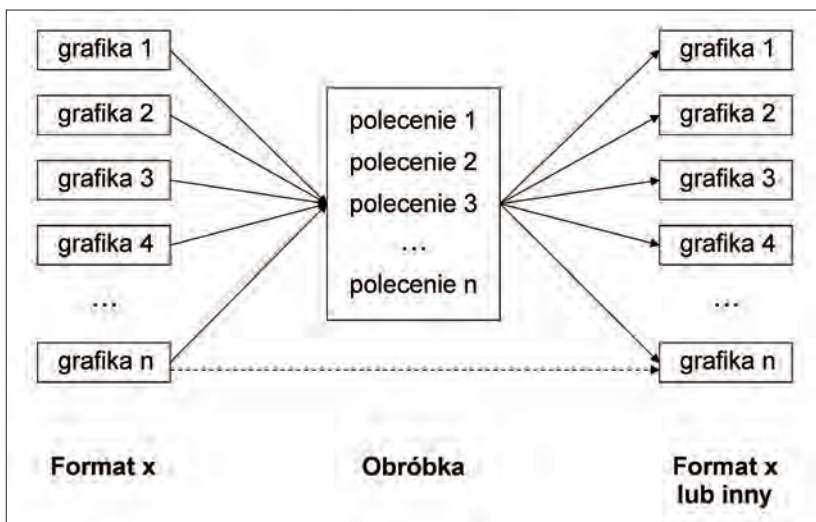 grafika 1
grafika 2
grafika 3
grafika 4
...
grafika n
Format x
polecenie 1
polecenie 2
polecenie 3
...
polecenie n
Obróbka
grafika 1
grafika 2
grafika 3
grafika 4
...
grafika n
Format x
lub inny